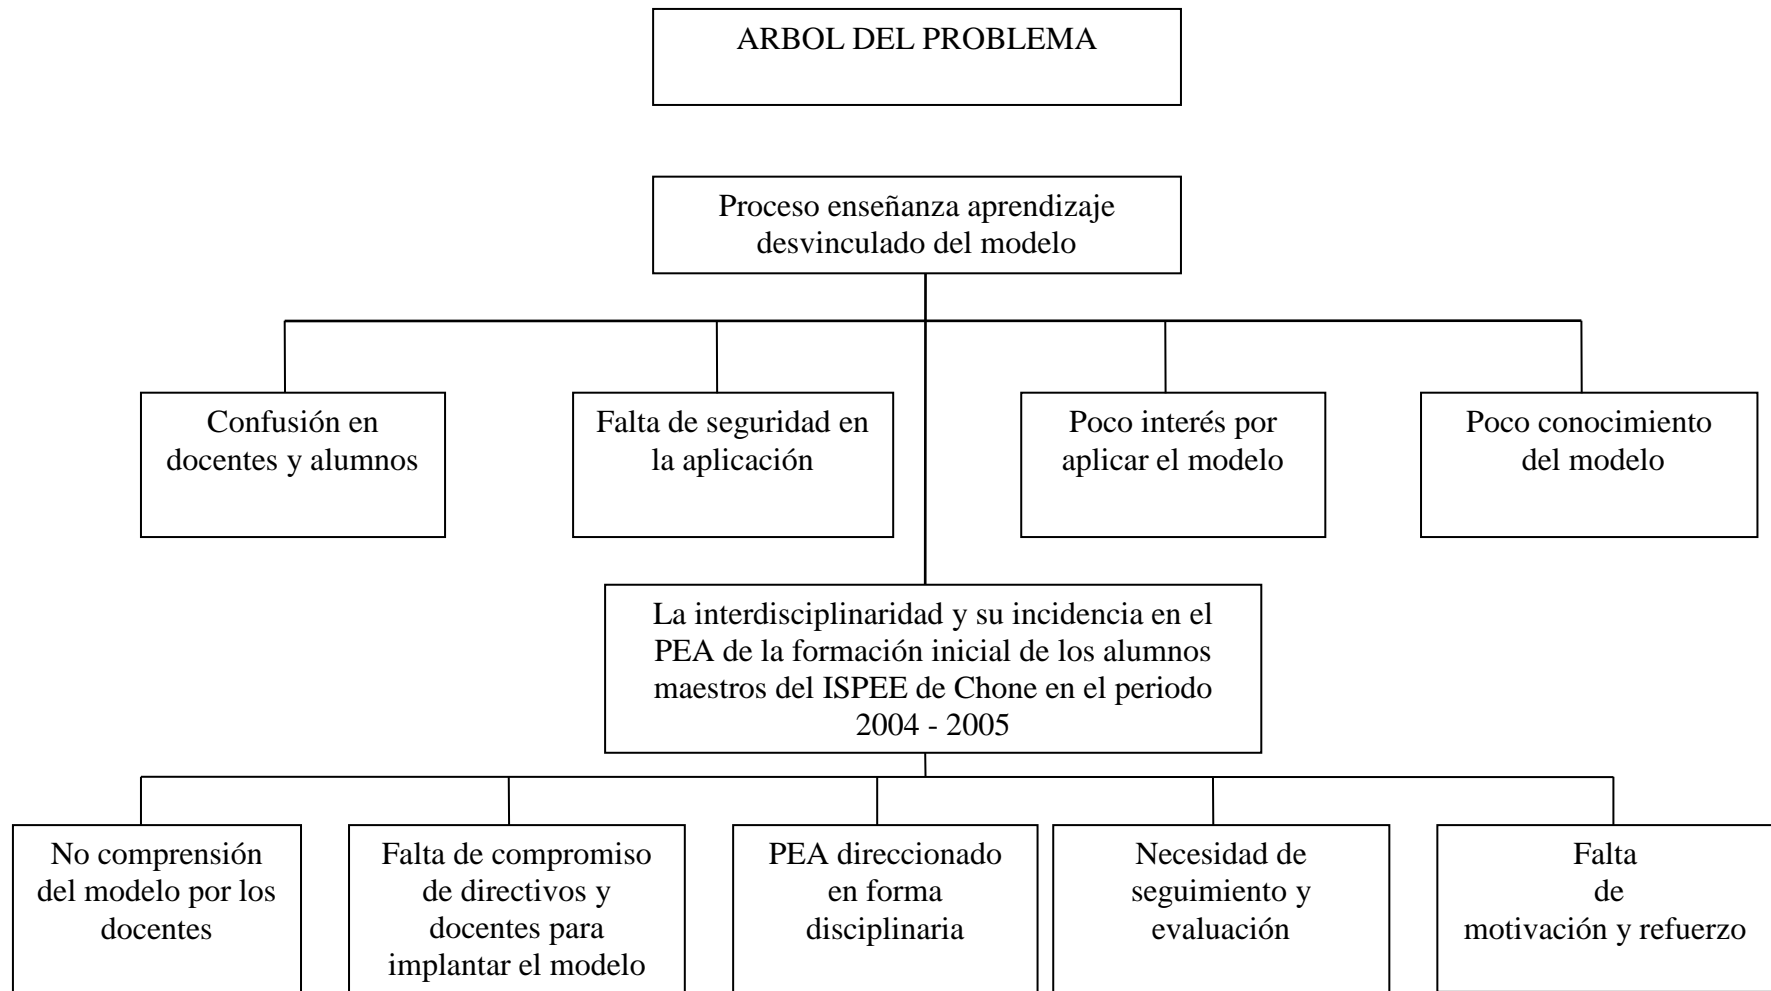 ARBOL DEL PROBLEMA
Proceso enseñanza aprendizaje
desvinculado del modelo
Confusión en
docentes y alumnos
Falta de seguridad en
la aplicación
Poco interés por
aplicar el modelo
Poco conocimiento
del modelo
La interdisciplinaridad y su incidencia en el
PEA de la formación inicial de los alumnos
maestros del ISPEE de Chone en el periodo
2004 - 2005
No comprensión
del modelo por los
docentes
Falta de compromiso
de directivos y
docentes para
implantar el modelo
PEA direccionado
en forma
disciplinaria
Necesidad de
seguimiento y
evaluación
Falta
de
motivación y refuerzo